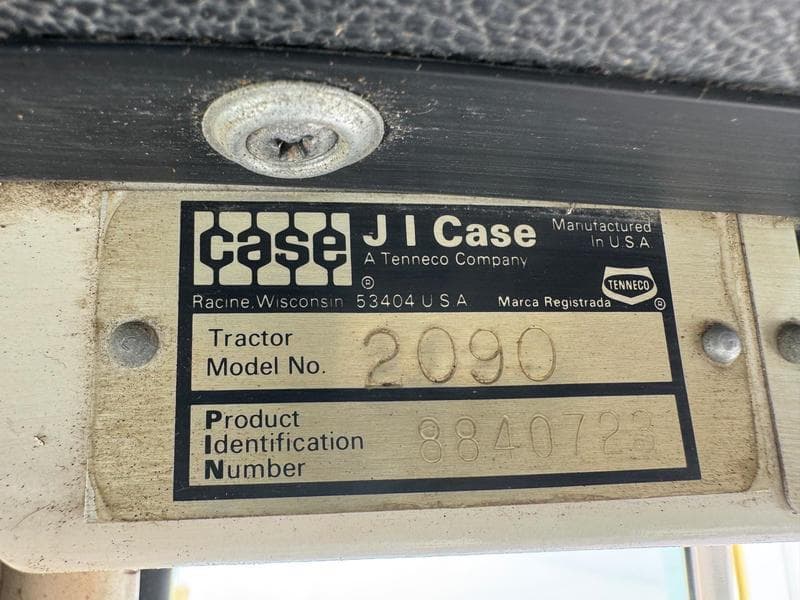 case
J I Case
A Tenneco Company
Manufactured
in U.S.A.
Racine, Wisconsin 53404 U S A
Marca Registrada
TENNECO
Tractor
Model No. 2090
Product
Identification
Number